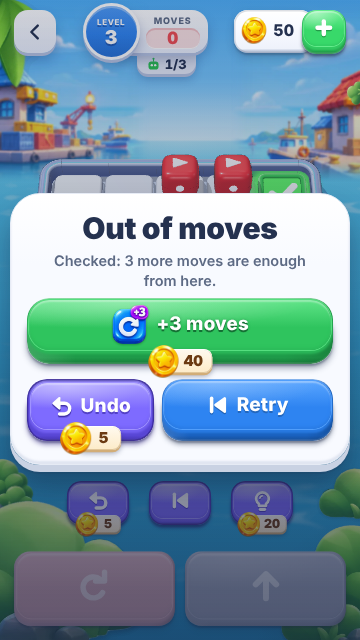 LEVEL
3
MOVES
0
1/3
50
Out of moves
Checked: 3 more moves are enough
from here.
+3
+3 moves
40
Undo
5
Retry
5
20